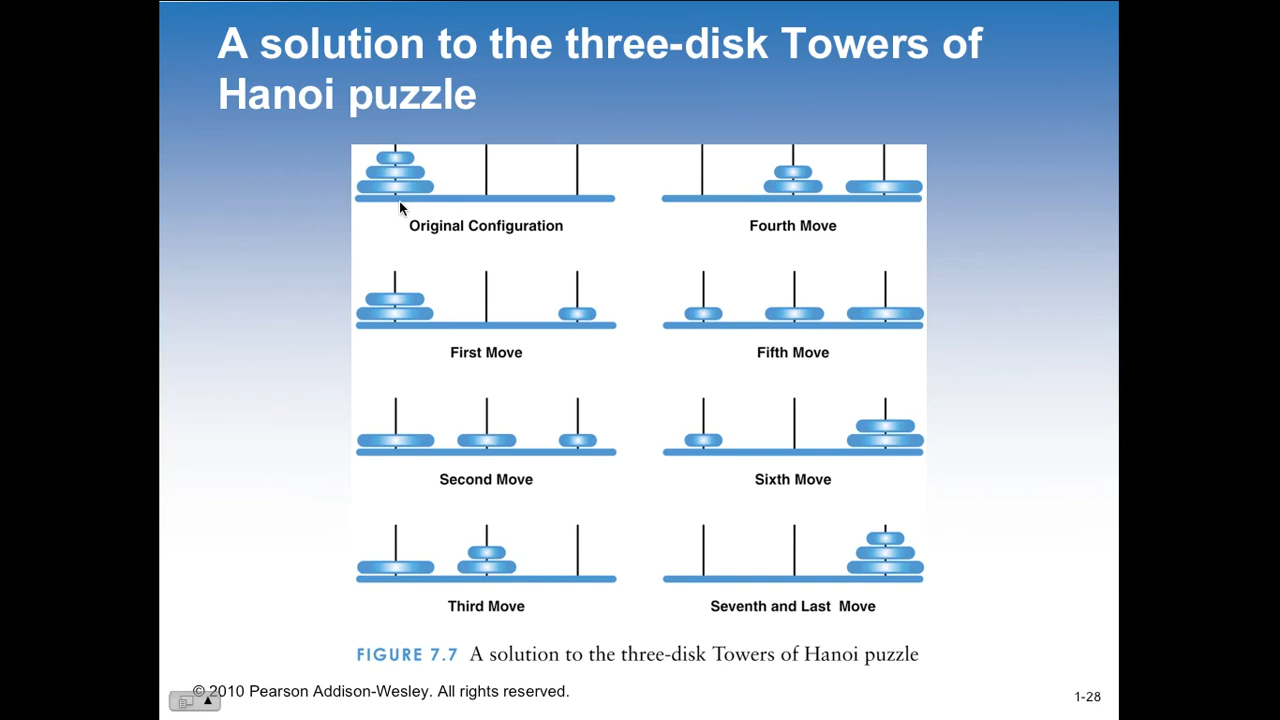 A solution to the three-disk Towers of
Hanoi puzzle
Original Configuration
Fourth Move
First Move
Fifth Move
Second Move
Sixth Move
Third Move
Seventh and Last Move
FIGURE 7.7 A solution to the three-disk Towers of Hanoi puzzle
© 2010 Pearson Addison-Wesley. All rights reserved.
1-28